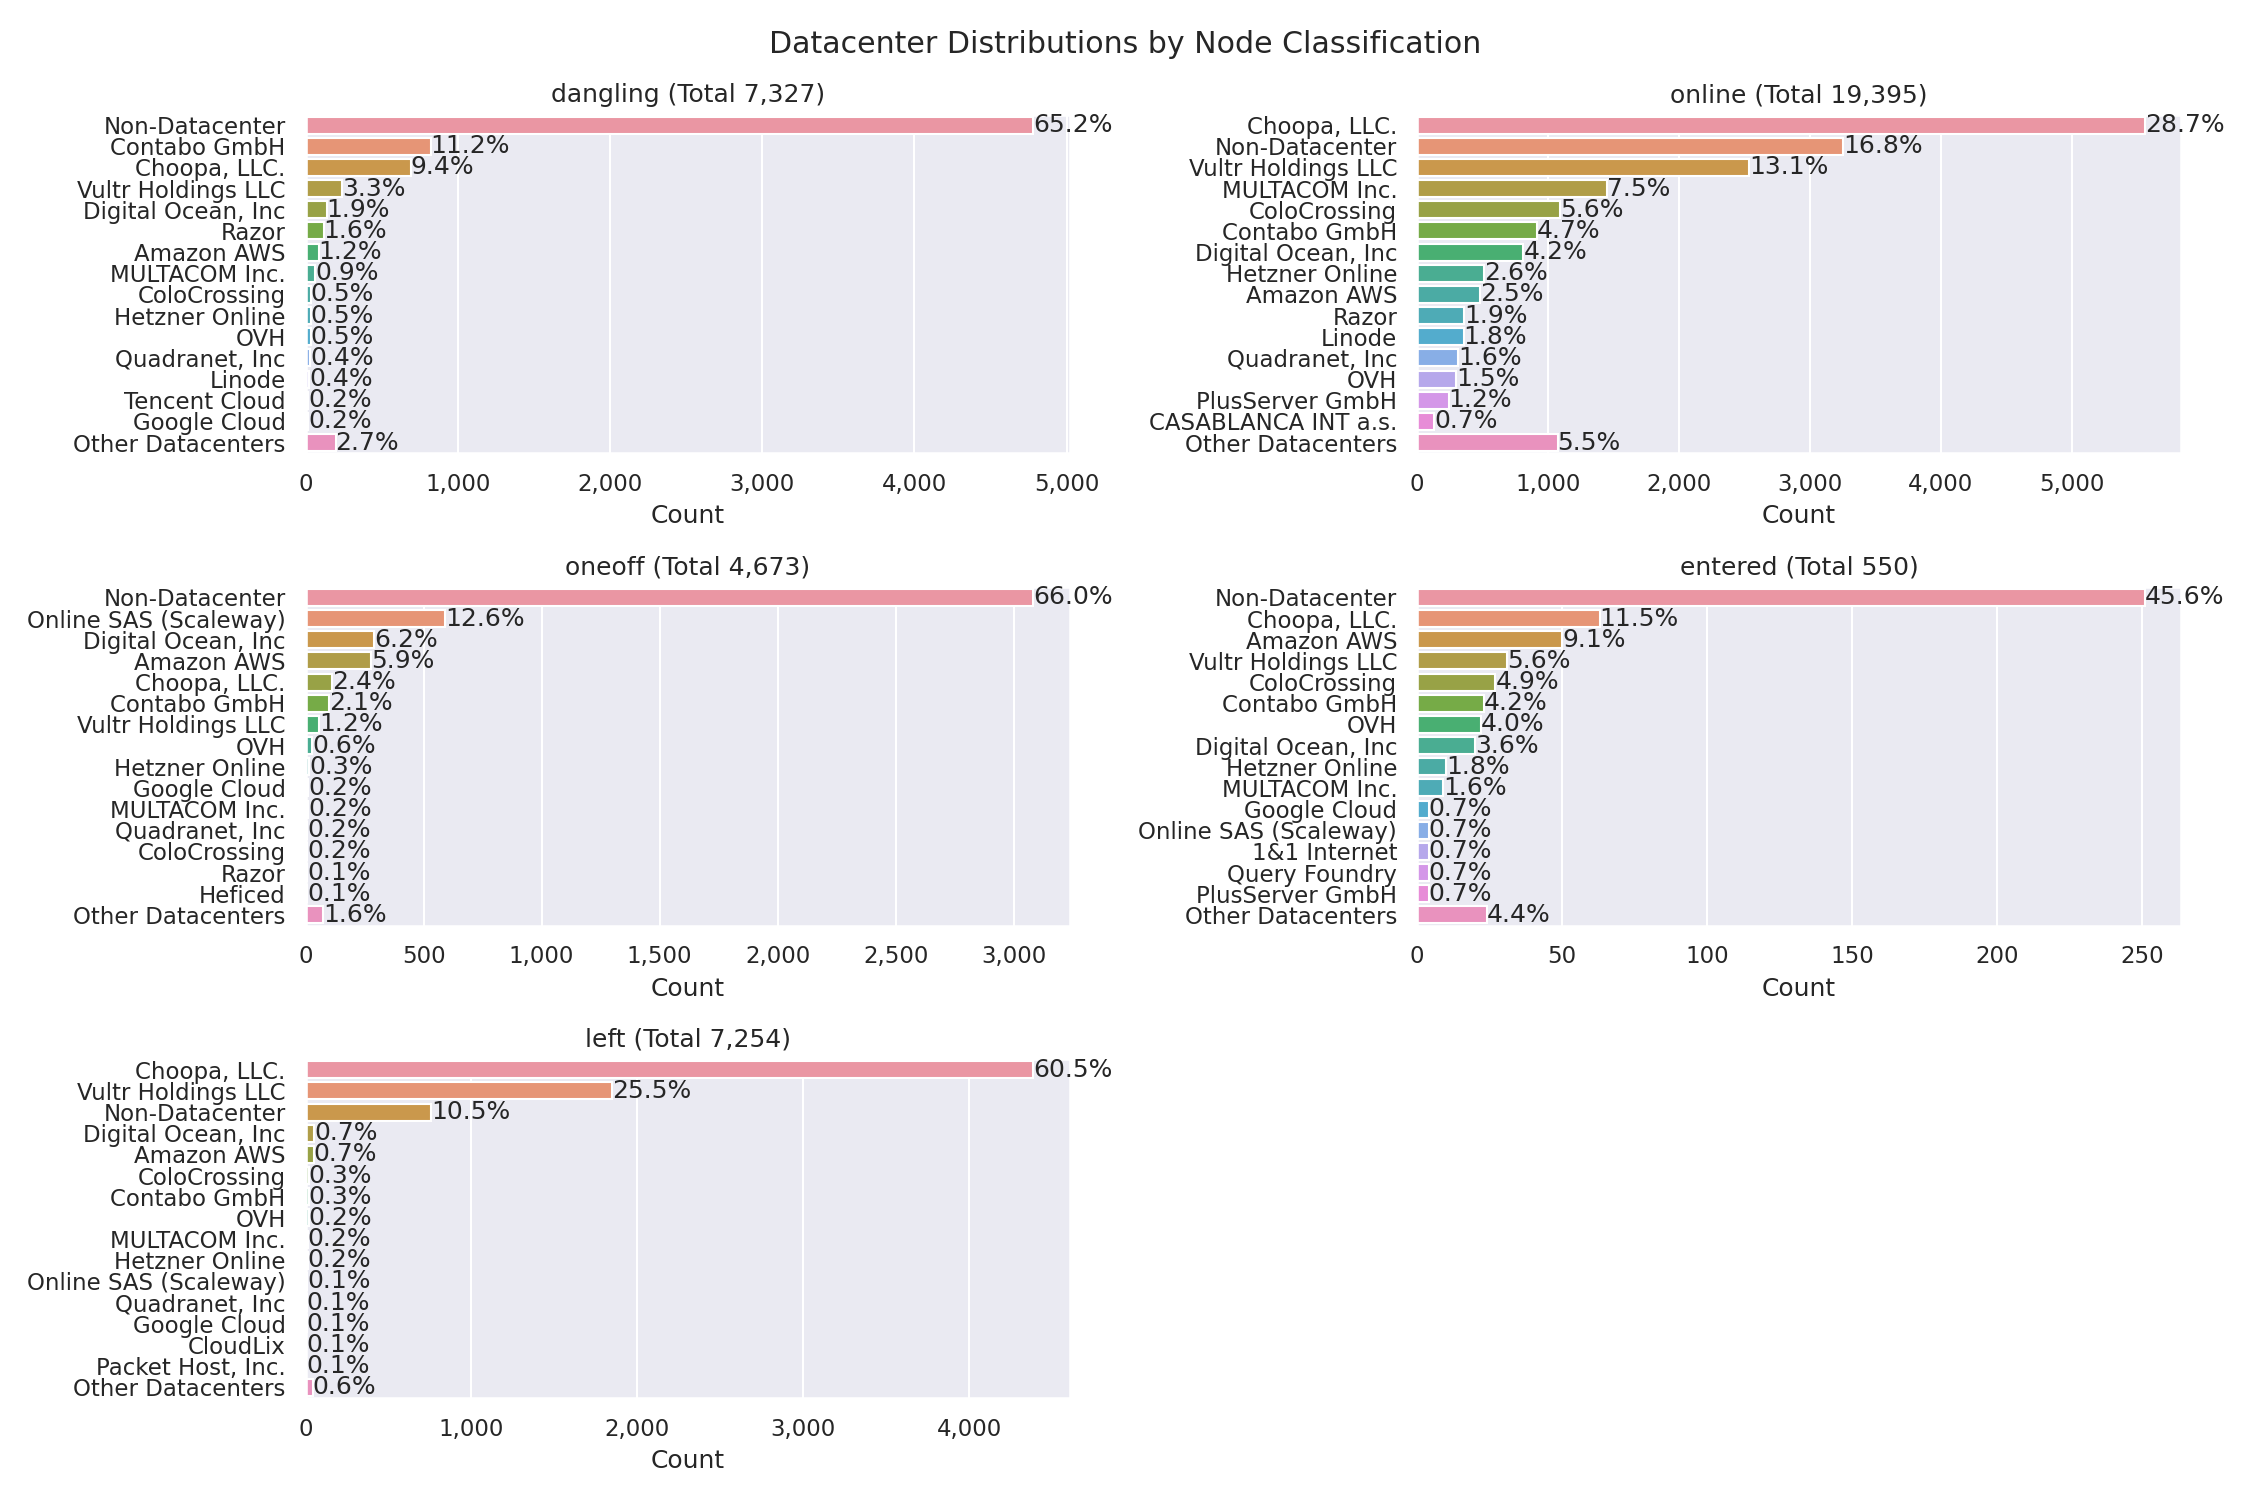 Datacenter Distributions by Node Classification
dangling (Total 7,327)
Non-Datacenter 65.2%
Contabo GmbH 11.2%
Choopa, LLC. 9.4%
Vultr Holdings LLC 3.3%
Digital Ocean, Inc 1.9%
Razor 1.6%
Amazon AWS 1.2%
MULTACOM Inc. 0.9%
ColoCrossing 0.5%
Hetzner Online 0.5%
OVH 0.5%
Quadranet, Inc 0.4%
Linode 0.4%
Tencent Cloud 0.2%
Google Cloud 0.2%
Other Datacenters 2.7%
0 1,000 2,000 3,000 4,000 5,000
Count
online (Total 19,395)
Choopa, LLC. 28.7%
Non-Datacenter 16.8%
Vultr Holdings LLC 13.1%
MULTACOM Inc. 7.5%
ColoCrossing 5.6%
Contabo GmbH 4.7%
Digital Ocean, Inc 4.2%
Hetzner Online 2.6%
Amazon AWS 2.5%
Razor 1.9%
Linode 1.8%
Quadranet, Inc 1.6%
OVH 1.5%
PlusServer GmbH 1.2%
CASABLANCA INT a.s. 0.7%
Other Datacenters 5.5%
0 1,000 2,000 3,000 4,000 5,000
Count
oneoff (Total 4,673)
Non-Datacenter 66.0%
Online SAS (Scaleway) 12.6%
Digital Ocean, Inc 6.2%
Amazon AWS 5.9%
Choopa, LLC. 2.4%
Contabo GmbH 2.1%
Vultr Holdings LLC 1.2%
OVH 0.6%
Hetzner Online 0.3%
Google Cloud 0.2%
MULTACOM Inc. 0.2%
Quadranet, Inc 0.2%
ColoCrossing 0.2%
Razor 0.1%
Heficed 0.1%
Other Datacenters 1.6%
0 500 1,000 1,500 2,000 2,500 3,000
Count
entered (Total 550)
Non-Datacenter 45.6%
Choopa, LLC. 11.5%
Amazon AWS 9.1%
Vultr Holdings LLC 5.6%
ColoCrossing 4.9%
Contabo GmbH 4.2%
OVH 4.0%
Digital Ocean, Inc 3.6%
Hetzner Online 1.8%
MULTACOM Inc. 1.6%
Google Cloud 0.7%
Online SAS (Scaleway) 0.7%
1&1 Internet 0.7%
Query Foundry 0.7%
PlusServer GmbH 0.7%
Other Datacenters 4.4%
0 50 100 150 200 250
Count
left (Total 7,254)
Choopa, LLC. 60.5%
Vultr Holdings LLC 25.5%
Non-Datacenter 10.5%
Digital Ocean, Inc 0.7%
Amazon AWS 0.7%
ColoCrossing 0.3%
Contabo GmbH 0.3%
OVH 0.2%
MULTACOM Inc. 0.2%
Hetzner Online 0.2%
Online SAS (Scaleway) 0.1%
Quadranet, Inc 0.1%
Google Cloud 0.1%
CloudLix 0.1%
Packet Host, Inc. 0.1%
Other Datacenters 0.6%
0 1,000 2,000 3,000 4,000
Count